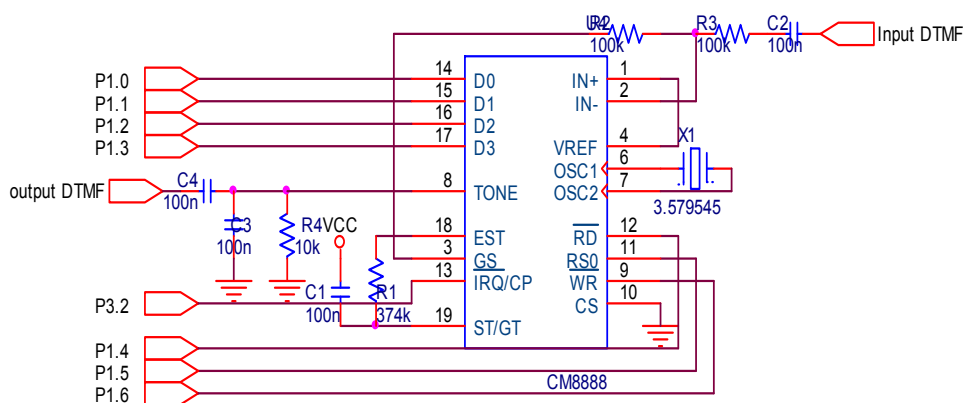 U4
R2
100k
R3
100k
C2
100n
Input DTMF
P1.0
P1.1
P1.2
P1.3
14
15
16
17
D0
D1
D2
D3
IN+
IN-
1
2
VREF
OSC1
OSC2
4
6
7
X1
3.579545
output DTMF
C4
100n
8
TONE
C3
100n
R4
10k
VCC
18
3
13
EST
GS
IRQ/CP
RD
RS0
WR
CS
12
11
9
10
P3.2
C1
100n
R1
374k
19
ST/GT
P1.4
P1.5
P1.6
CM8888